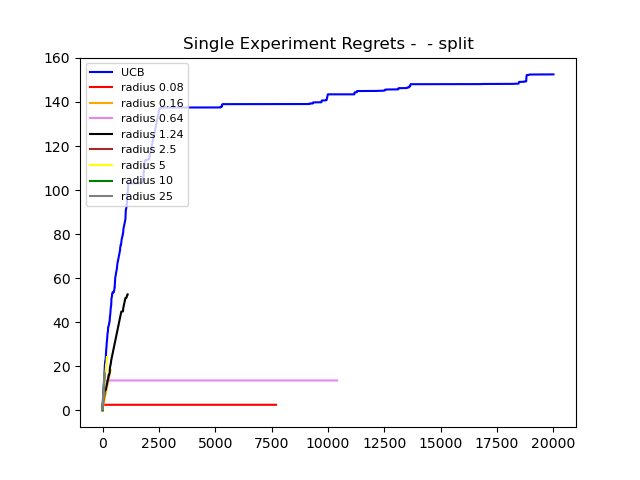 Single Experiment Regrets -  - split
160
140
120
100
80
60
40
20
0
UCB
radius 0.08
radius 0.16
radius 0.64
radius 1.24
radius 2.5
radius 5
radius 10
radius 25
0 2500 5000 7500 10000 12500 15000 17500 20000